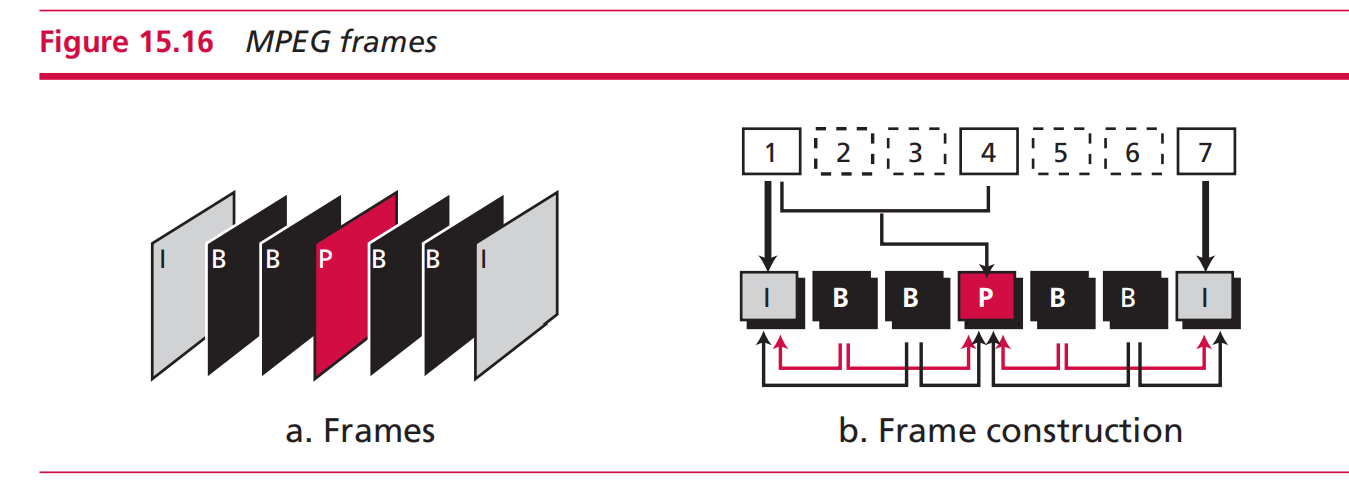 Figure 15.16 MPEG frames
1 2 3 4 5 6 7
I B B P B B I
I B B P B B I
a. Frames
b. Frame construction